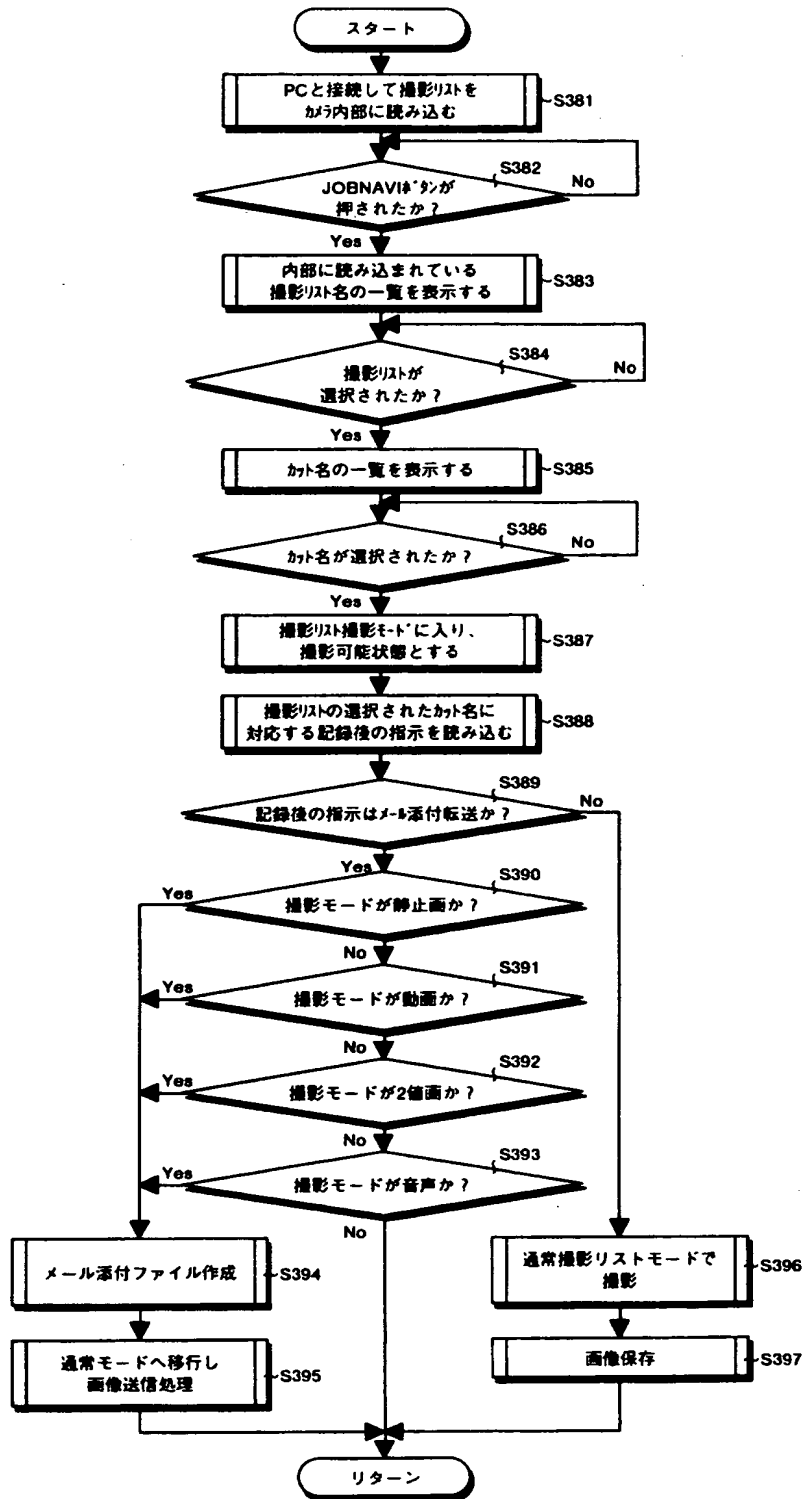 スタート
PCと接続して撮影リストを
カメラ内部に読み込む
S381
S382
JOBNAVIボタンが
押されたか?
No
Yes
内部に読み込まれている
撮影リスト名の一覧を表示する
S383
S384
撮影リストが
選択されたか?
No
Yes
カット名の一覧を表示する
S385
S386
カット名が選択されたか?
No
Yes
撮影リスト撮影モードに入り、
撮影可能状態とする
S387
撮影リストの選択されたカット名に
対応する記録後の指示を読み込む
S388
S389
記録後の指示はメール添付転送か?
No
Yes
S390
Yes
撮影モードが静止画か?
No
S391
Yes
撮影モードが動画か?
No
S392
Yes
撮影モードが2値画か?
No
S393
Yes
撮影モードが音声か?
No
メール添付ファイル作成
S394
通常撮影リストモードで
撮影
S396
通常モードへ移行し
画像送信処理
S395
画像保存
S397
リターン